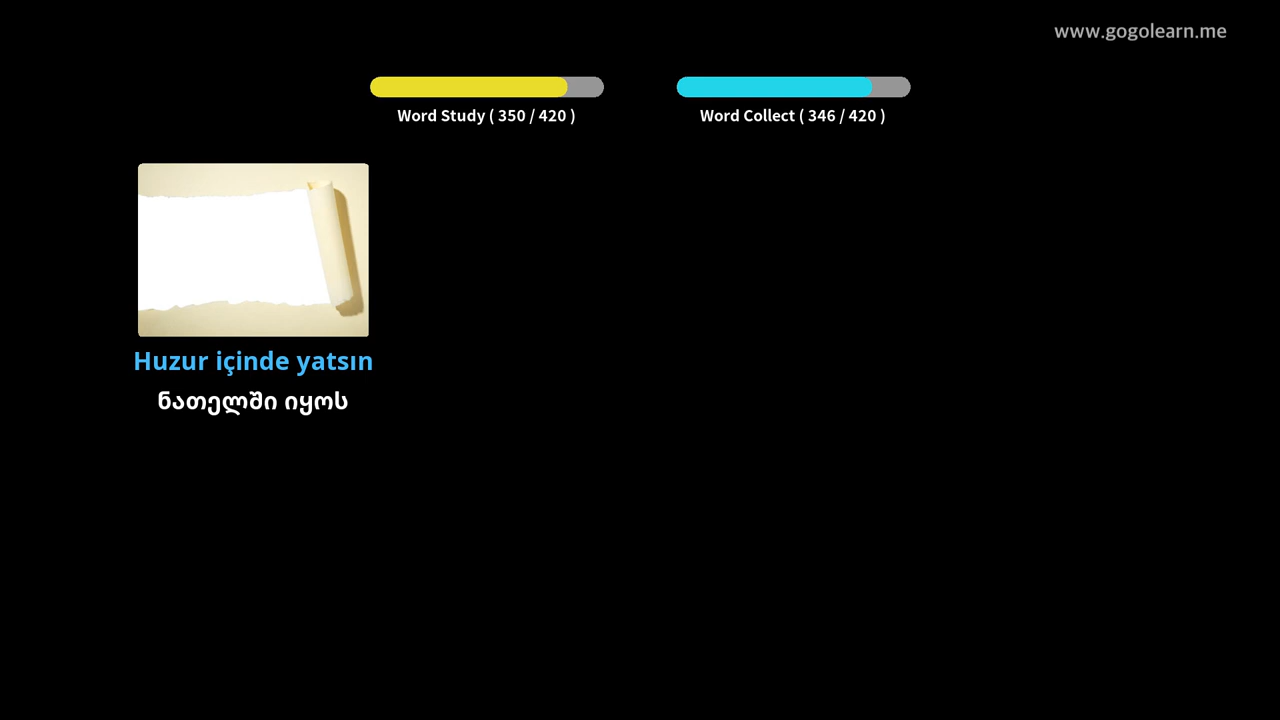 www.gogolearn.me
Word Study ( 350 / 420 )
Word Collect ( 346 / 420 )
Huzur içinde yatsın
ნათელში იყოს